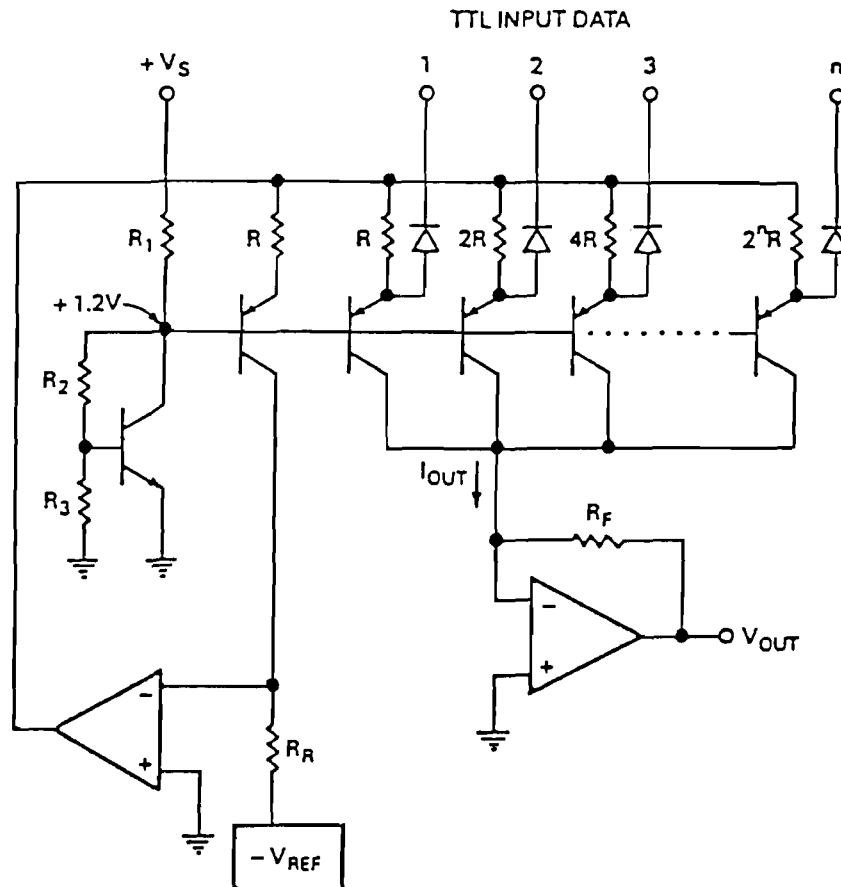 TTL INPUT DATA
+VS 1 2 3 n
R1 R R 2R 4R 2ⁿR
+1.2V
R2
R3
IOUT
RF
−
+
VOUT
−
+
RR
−VREF